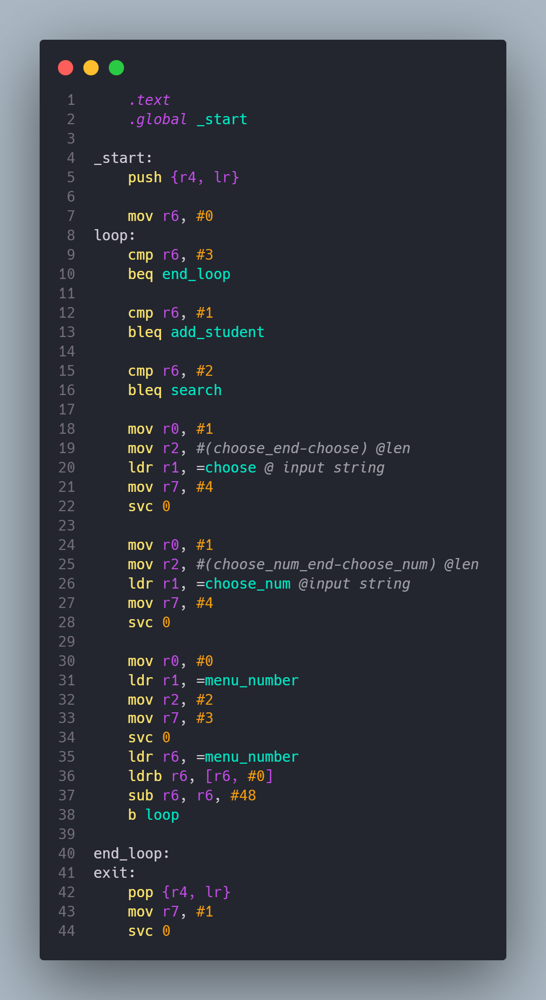 1 .text
2 .global _start
3
4 _start:
5 push {r4, lr}
6
7 mov r6, #0
8 loop:
9 cmp r6, #3
10 beq end_loop
11
12 cmp r6, #1
13 bleq add_student
14
15 cmp r6, #2
16 bleq search
17
18 mov r0, #1
19 mov r2, #(choose_end-choose) @len
20 ldr r1, =choose @ input string
21 mov r7, #4
22 svc 0
23
24 mov r0, #1
25 mov r2, #(choose_num_end-choose_num) @len
26 ldr r1, =choose_num @input string
27 mov r7, #4
28 svc 0
29
30 mov r0, #0
31 ldr r1, =menu_number
32 mov r2, #2
33 mov r7, #3
34 svc 0
35 ldr r6, =menu_number
36 ldrb r6, [r6, #0]
37 sub r6, r6, #48
38 b loop
39
40 end_loop:
41 exit:
42 pop {r4, lr}
43 mov r7, #1
44 svc 0